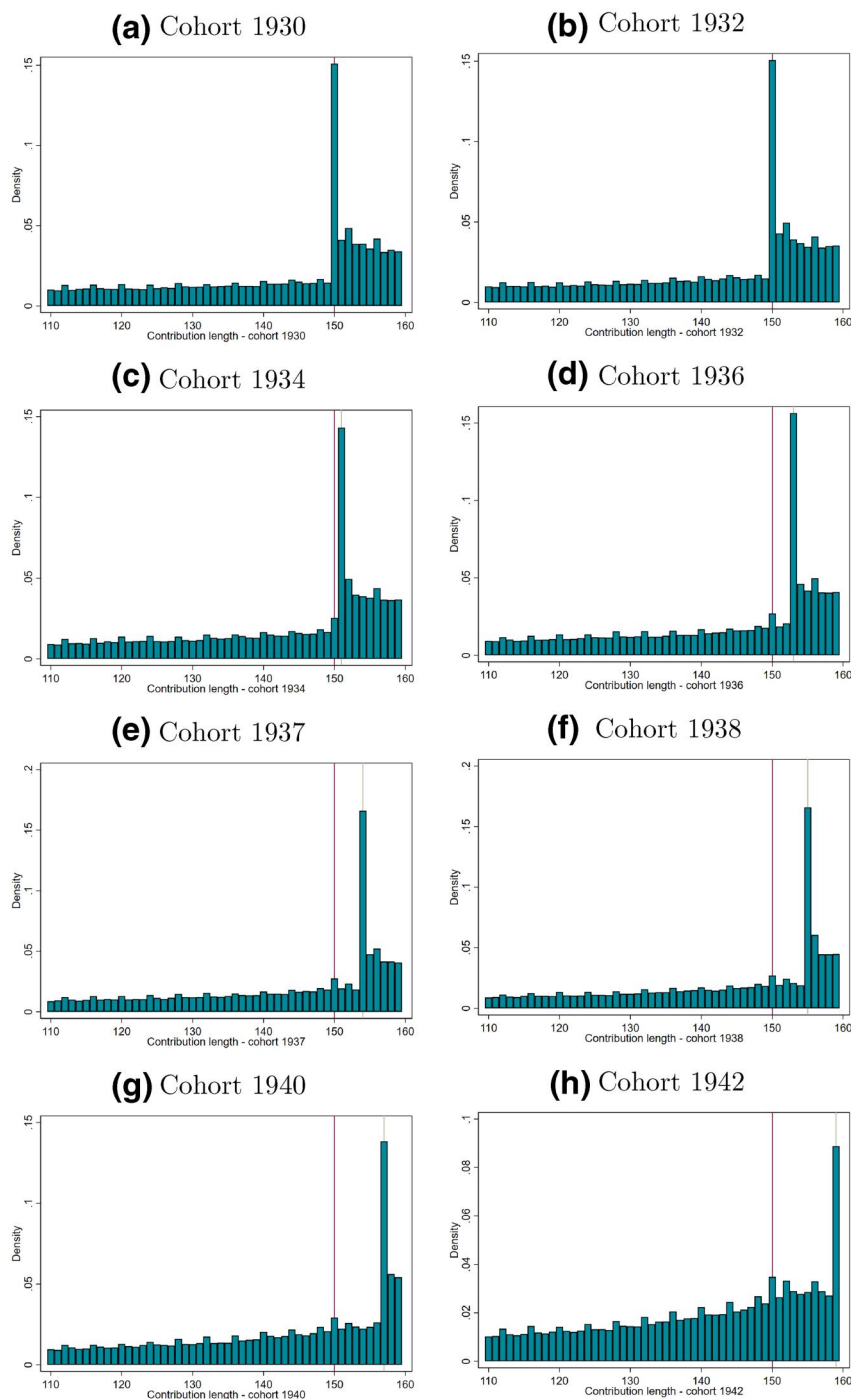 (a) Cohort 1930
(b) Cohort 1932
Density
0 .05 .1 .15
110 120 130 140 150 160
Contribution length - cohort 1930
Density
0 .05 .1 .15
110 120 130 140 150 160
Contribution length - cohort 1932
(c) Cohort 1934
(d) Cohort 1936
Density
0 .05 .1 .15
110 120 130 140 150 160
Contribution length - cohort 1934
Density
0 .05 .1 .15
110 120 130 140 150 160
Contribution length - cohort 1936
(e) Cohort 1937
(f) Cohort 1938
Density
0 .05 .1 .15 .2
110 120 130 140 150 160
Contribution length - cohort 1937
Density
0 .05 .1 .15 .2
110 120 130 140 150 160
Contribution length - cohort 1938
(g) Cohort 1940
(h) Cohort 1942
Density
0 .05 .1 .15
110 120 130 140 150 160
Contribution length - cohort 1940
Density
0 .02 .04 .06 .08 .1
110 120 130 140 150 160
Contribution length - cohort 1942